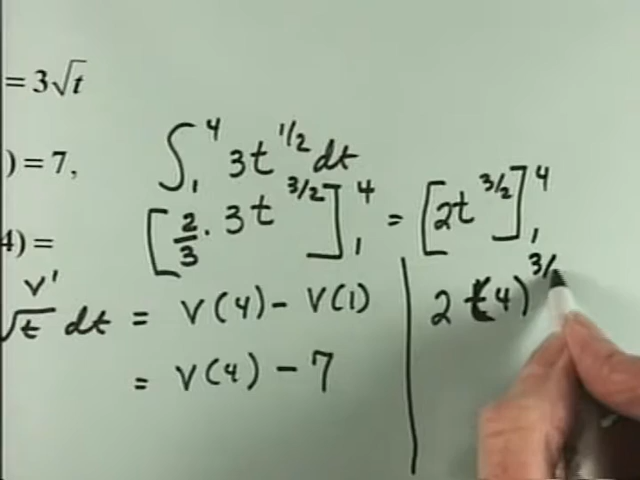 = 3√t
) = 7,
∫₁⁴ 3t^1/2 dt
4) =
[2/3 · 3t^3/2]₁⁴ = [2t^3/2]₁⁴
v'
√t dt = v(4) - v(1)
2(4)^3/
= v(4) - 7